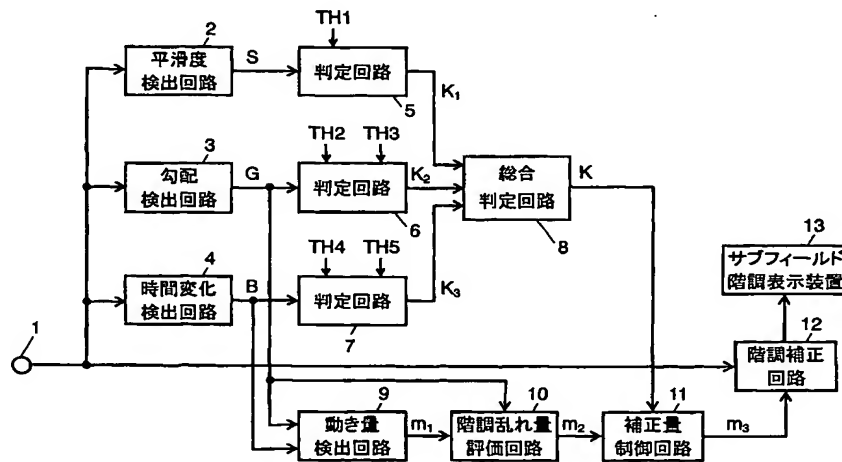 TH1
2
平滑度
検出回路
S
判定回路
5
K1
TH2 TH3
3
勾配
検出回路
G
判定回路
6
K2
総合
判定回路
8
K
TH4 TH5
4
時間変化
検出回路
B
判定回路
7
K3
13
サブフィールド
階調表示装置
1
12
階調補正
回路
9
動き量
検出回路
m1
10
階調乱れ量
評価回路
m2
11
補正量
制御回路
m3